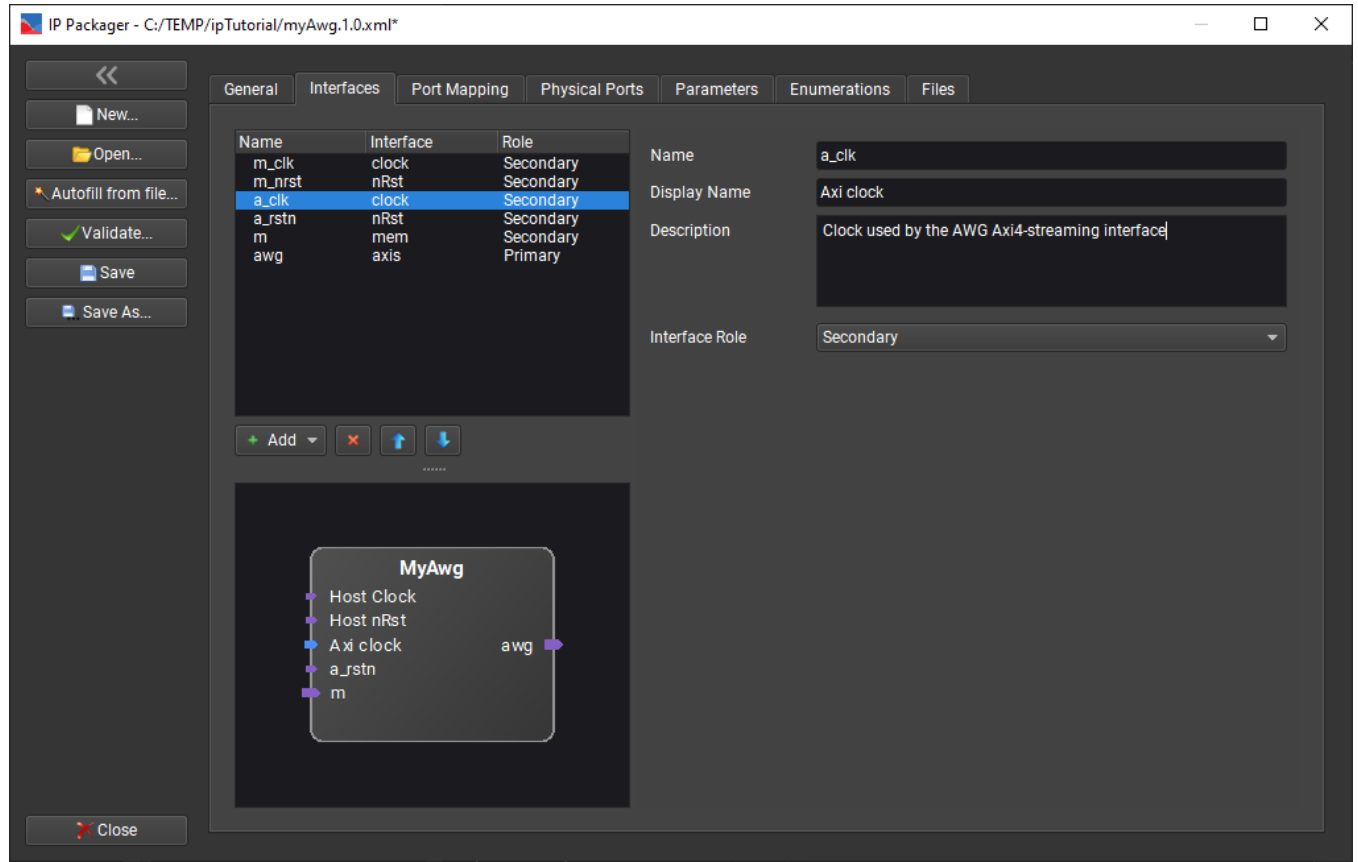 IP Packager - C:/TEMP/ipTutorial/myAwg.1.0.xml*
New...
Open...
Autofill from file...
Validate...
Save
Save As...
Close
General Interfaces Port Mapping Physical Ports Parameters Enumerations Files
Name Interface Role
m_clk clock Secondary
m_nrst nRst Secondary
a_clk clock Secondary
a_rstn nRst Secondary
m mem Secondary
awg axis Primary
Add
MyAwg
Host Clock
Host nRst
Axi clock awg
a_rstn
m
Name a_clk
Display Name Axi clock
Description Clock used by the AWG Axi4-streaming interface
Interface Role Secondary